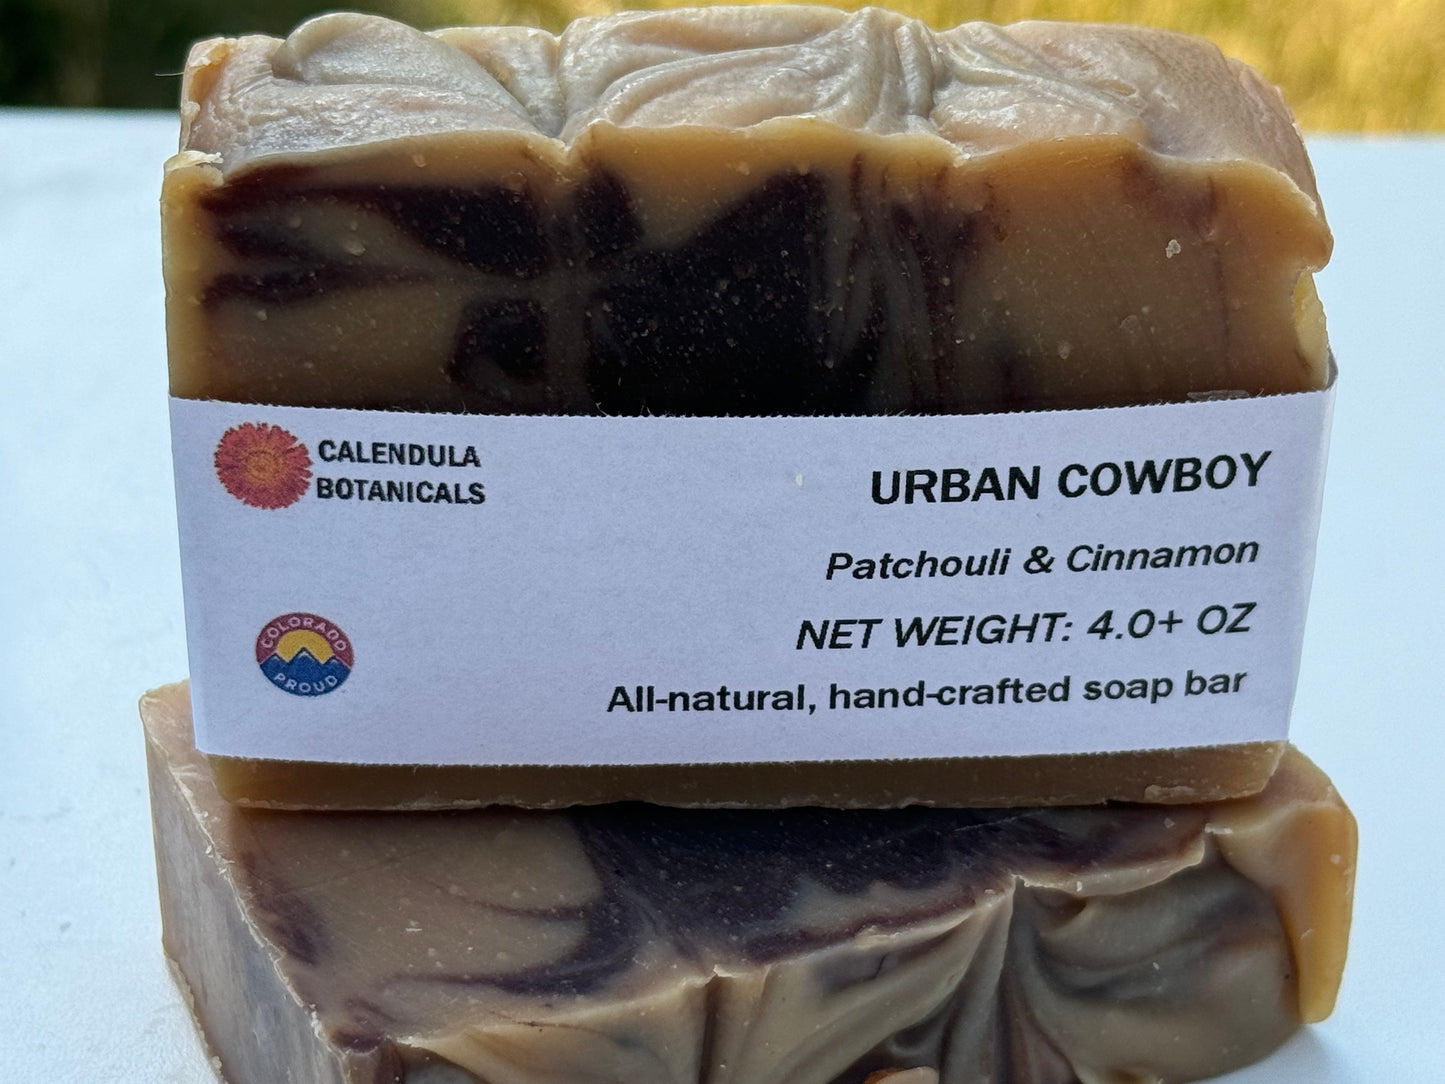 CALENDULA
BOTANICALS
URBAN COWBOY
Patchouli & Cinnamon
NET WEIGHT: 4.0+ OZ
All-natural, hand-crafted soap bar
COLORADO
PROUD